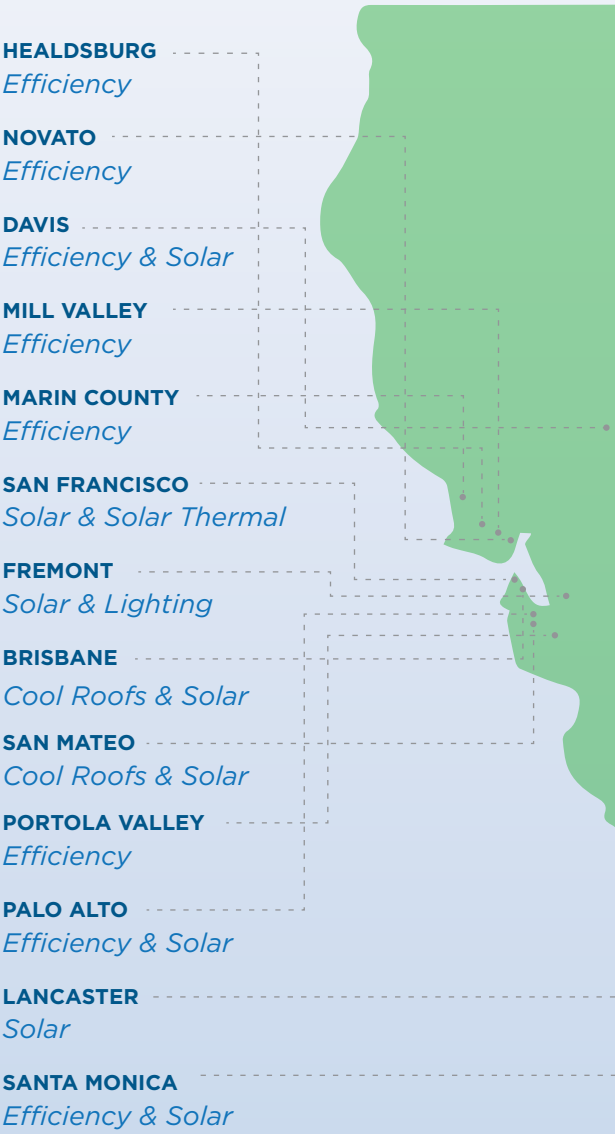 HEALDSBURG
Efficiency
NOVATO
Efficiency
DAVIS
Efficiency & Solar
MILL VALLEY
Efficiency
MARIN COUNTY
Efficiency
SAN FRANCISCO
Solar & Solar Thermal
FREMONT
Solar & Lighting
BRISBANE
Cool Roofs & Solar
SAN MATEO
Cool Roofs & Solar
PORTOLA VALLEY
Efficiency
PALO ALTO
Efficiency & Solar
LANCASTER
Solar
SANTA MONICA
Efficiency & Solar